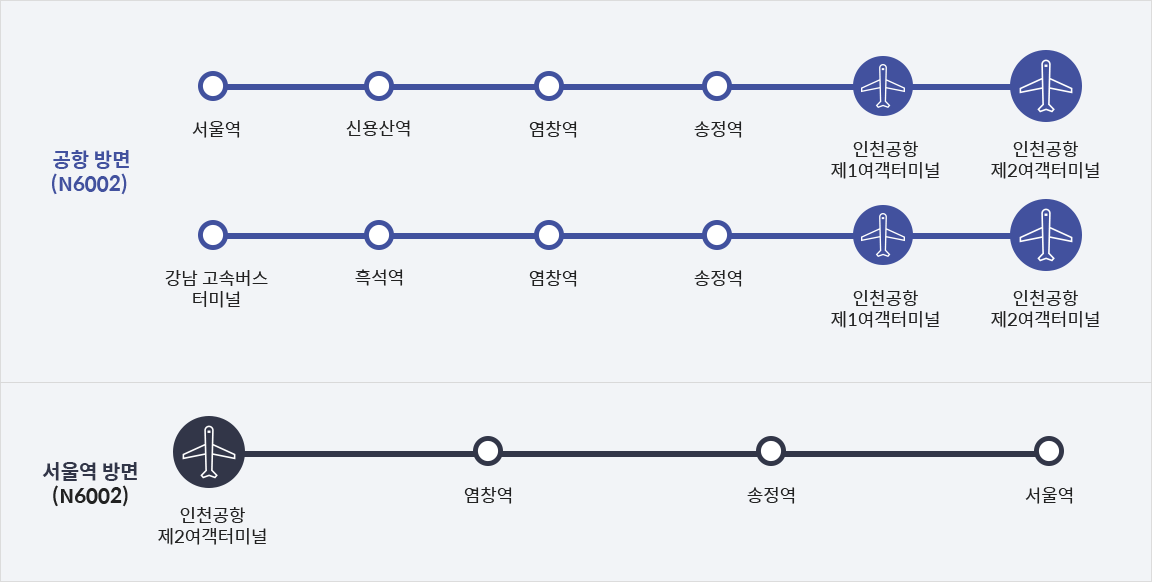 공항 방면
(N6002)
서울역
신용산역
염창역
송정역
인천공항
제1여객터미널
인천공항
제2여객터미널
강남 고속버스
터미널
흑석역
염창역
송정역
인천공항
제1여객터미널
인천공항
제2여객터미널
서울역 방면
(N6002)
인천공항
제2여객터미널
염창역
송정역
서울역